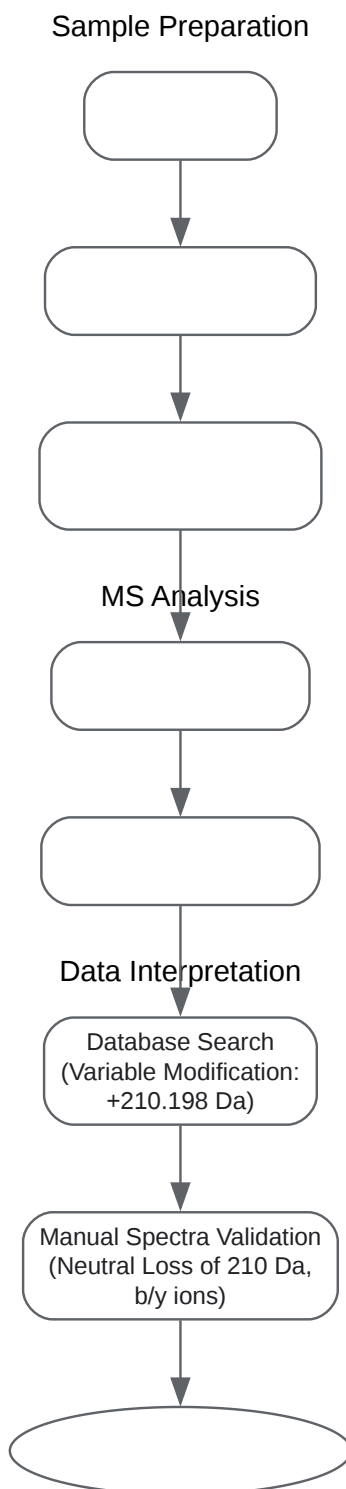 Sample Preparation
MS Analysis
Data Interpretation
Database Search
(Variable Modification:
+210.198 Da)
Manual Spectra Validation
(Neutral Loss of 210 Da,
b/y ions)